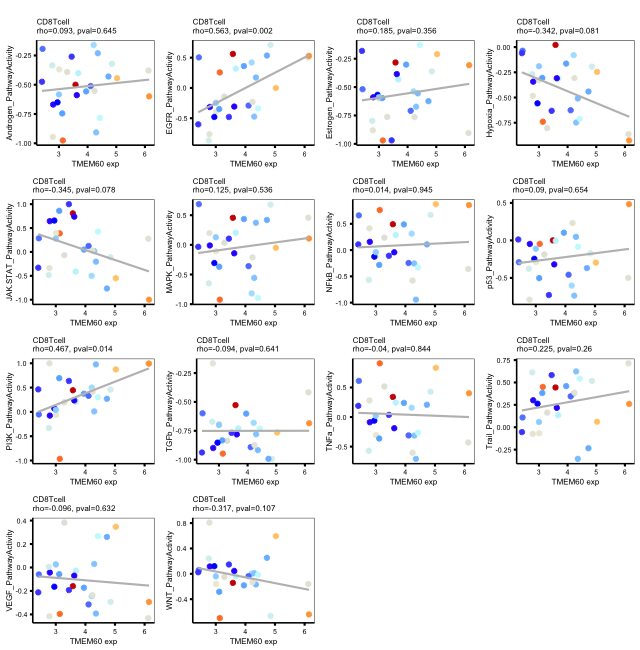 CD8Tcell
rho=0.093, pval=0.645
Androgen_PathwayActivity
-0.25
-0.50
-0.75
-1.00
3
4
5
6
TMEM60 exp
CD8Tcell
rho=0.563, pval=0.002
EGFR_PathwayActivity
0.5
0.0
-0.5
3
4
5
6
TMEM60 exp
CD8Tcell
rho=0.185, pval=0.356
Estrogen_PathwayActivity
0.00
-0.25
-0.50
-0.75
-1.00
3
4
5
6
TMEM60 exp
CD8Tcell
rho=-0.342, pval=0.081
Hypoxia_PathwayActivity
0.00
-0.25
-0.50
-0.75
3
4
5
6
TMEM60 exp
CD8Tcell
rho=-0.345, pval=0.078
JAK-STAT_PathwayActivity
1.0
0.5
0.0
-0.5
-1.0
3
4
5
6
TMEM60 exp
CD8Tcell
rho=0.125, pval=0.536
MAPK_PathwayActivity
0.5
0.0
-0.5
-1.0
3
4
5
6
TMEM60 exp
CD8Tcell
rho=0.014, pval=0.945
NFkB_PathwayActivity
0.5
0.0
-0.5
-1.0
3
4
5
6
TMEM60 exp
CD8Tcell
rho=0.09, pval=0.654
p53_PathwayActivity
0.5
0.0
-0.5
3
4
5
6
TMEM60 exp
CD8Tcell
rho=0.467, pval=0.014
PI3K_PathwayActivity
1.0
0.5
0.0
-0.5
-1.0
3
4
5
6
TMEM60 exp
CD8Tcell
rho=-0.094, pval=0.641
TGFb_PathwayActivity
-0.25
-0.50
-0.75
-1.00
3
4
5
6
TMEM60 exp
CD8Tcell
rho=-0.04, pval=0.844
TNFa_PathwayActivity
0.5
0.0
-0.5
3
4
5
6
TMEM60 exp
CD8Tcell
rho=0.225, pval=0.26
Trail_PathwayActivity
0.75
0.50
0.25
0.00
-0.25
3
4
5
6
TMEM60 exp
CD8Tcell
rho=-0.096, pval=0.632
VEGF_PathwayActivity
0.4
0.2
0.0
-0.2
-0.4
3
4
5
6
TMEM60 exp
CD8Tcell
rho=-0.317, pval=0.107
WNT_PathwayActivity
0.8
0.4
0.0
-0.4
3
4
5
6
TMEM60 exp